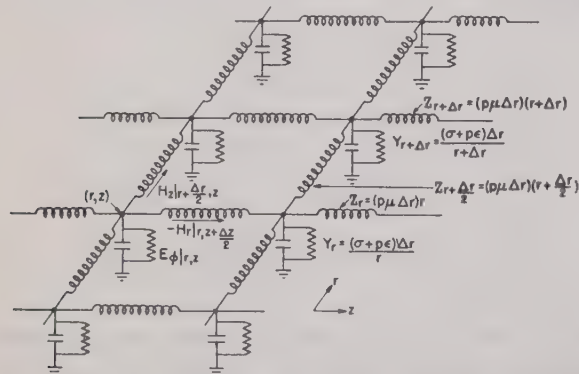 Z_{r+Δr} = (pμΔr)(r+Δr)
Y_{r+Δr} = (σ+pε)Δr / r+Δr
H_z|_{r+Δr/2, z}
(r, z)
Z_{r+Δr/2} = (pμΔr)(r+Δr/2)
Z_r = (pμΔr)r
-H_r|_{r, z+Δz/2}
E_ϕ|_{r,z}
Y_r = (σ+pε)Δr / r
r
z